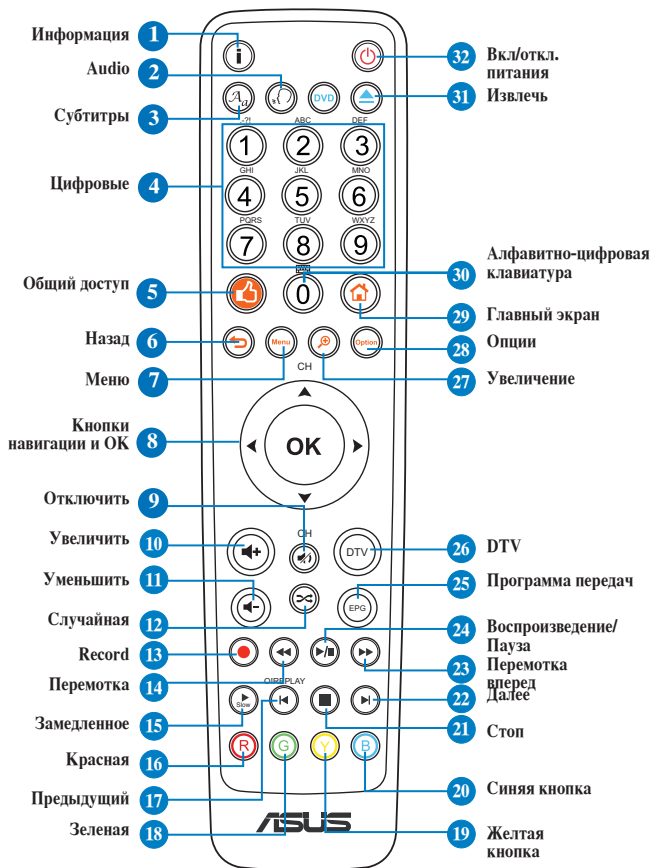 Информация
1
i
32
Вкл/откл.
питания
Audio
2
DVD
31
Извлечь
Субтитры
3
Aa
.-?!
ABC
DEF
1
2
3
Цифровые
4
GHI
JKL
MNO
4
5
6
PQRS
TUV
WXYZ
7
8
9
Общий доступ
5
0
30
Алфавитно-цифровая
клавиатура
29
Главный экран
Назад
6
Menu
Option
28
Опции
Меню
7
CH
27
Увеличение
Кнопки
навигации и OK
8
OK
Отключить
9
CH
Увеличить
10
+
DTV
26
DTV
Уменьшить
11
-
EPG
25
Программа передач
Случайная
12
24
Воспроизведение/
Пауза
Record
13
23
Перемотка
вперед
Перемотка
14
O!REPLAY
22
Далее
Замедленное
15
Slow
21
Стоп
Красная
16
R
G
Y
B
20
Синяя кнопка
Предыдущий
17
Зеленая
18
ASUS
19
Желтая
кнопка